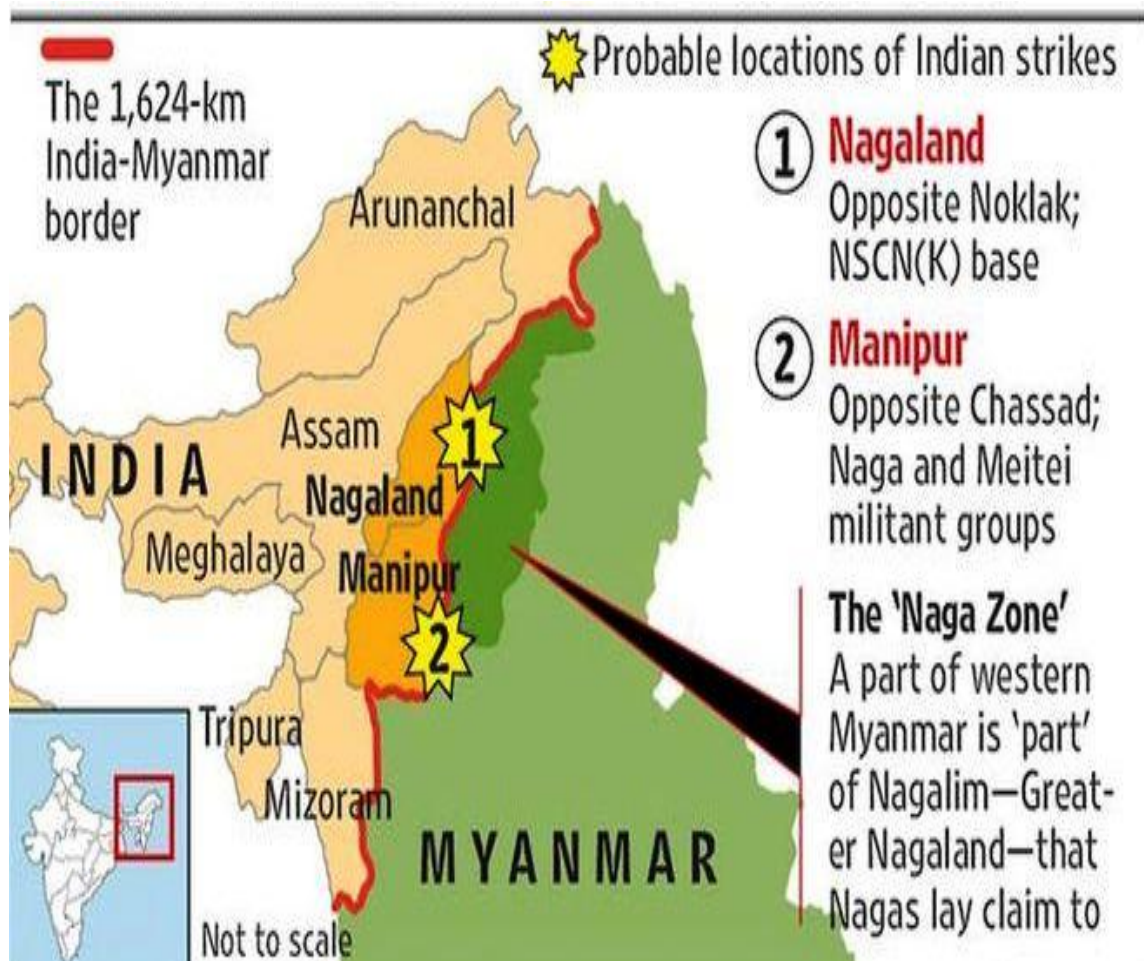 Probable locations of Indian strikes
The 1,624-km
India-Myanmar
border
1
Nagaland
Opposite Noklak;
NSCN(K) base
2
Manipur
Opposite Chassad;
Naga and Meitei
militant groups
The ‘Naga Zone’
A part of western
Myanmar is ‘part’
of Nagalim—Great-
er Nagaland—that
Nagas lay claim to
Arunanchal
Assam
1
INDIA
Nagaland
Meghalaya
Manipur
2
Tripura
Mizoram
MYANMAR
Not to scale